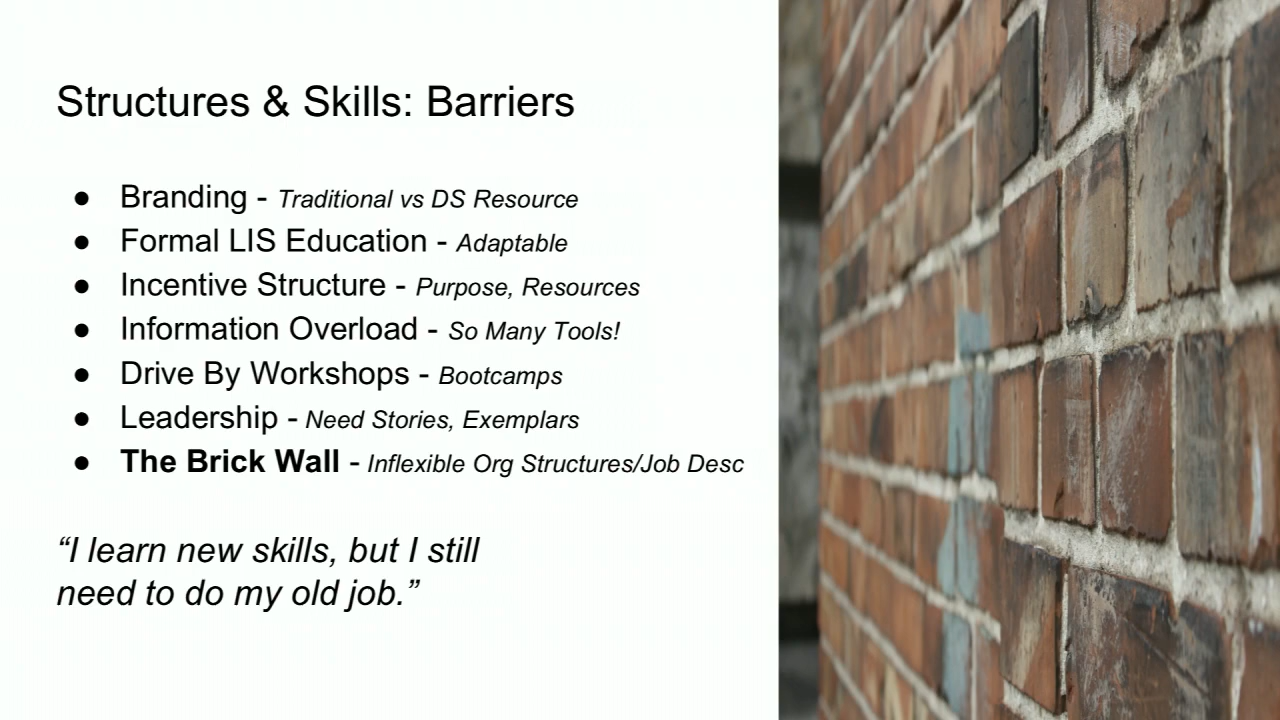 Structures & Skills: Barriers
● Branding - Traditional vs DS Resource
● Formal LIS Education - Adaptable
● Incentive Structure - Purpose, Resources
● Information Overload - So Many Tools!
● Drive By Workshops - Bootcamps
● Leadership - Need Stories, Exemplars
● The Brick Wall - Inflexible Org Structures/Job Desc
“I learn new skills, but I still
need to do my old job.”